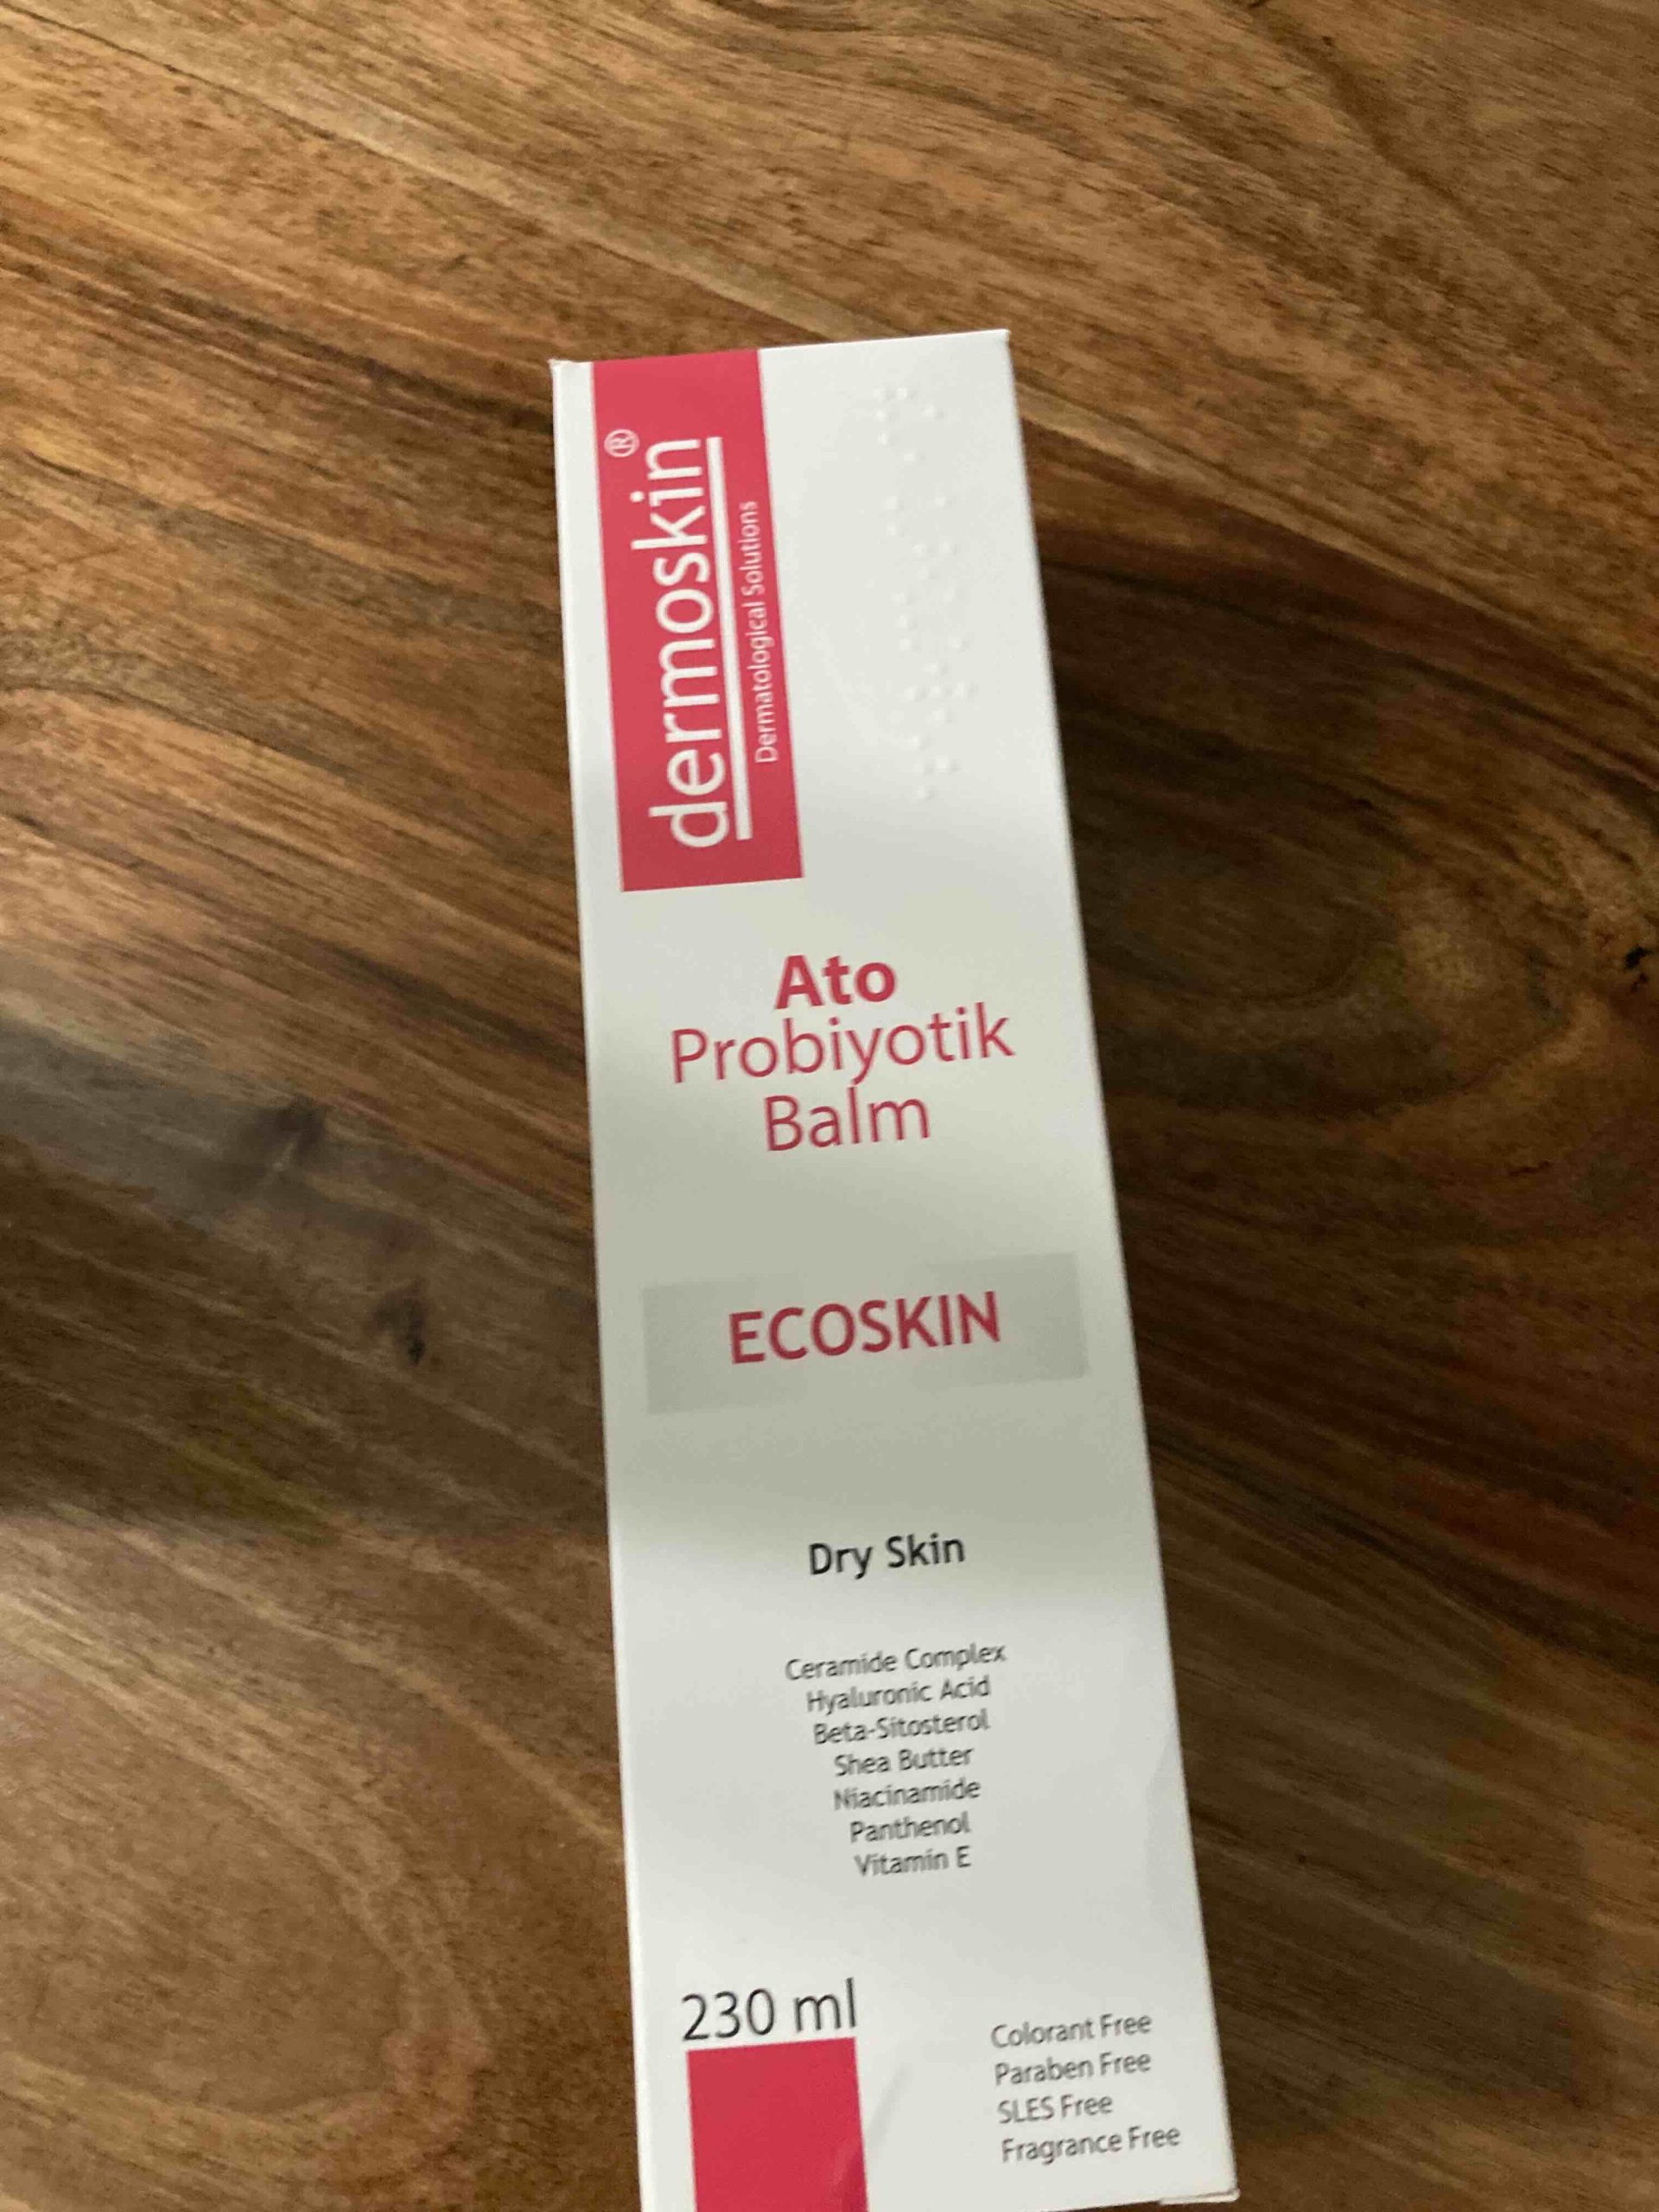 dermoskin®
Dermatological Solutions
Ato
Probiyotik
Balm
ECOSKIN
Dry Skin
Ceramide Complex
Hyaluronic Acid
Beta-Sitosterol
Shea Butter
Niacinamide
Panthenol
Vitamin E
230 ml
Colorant Free
Paraben Free
SLES Free
Fragrance Free